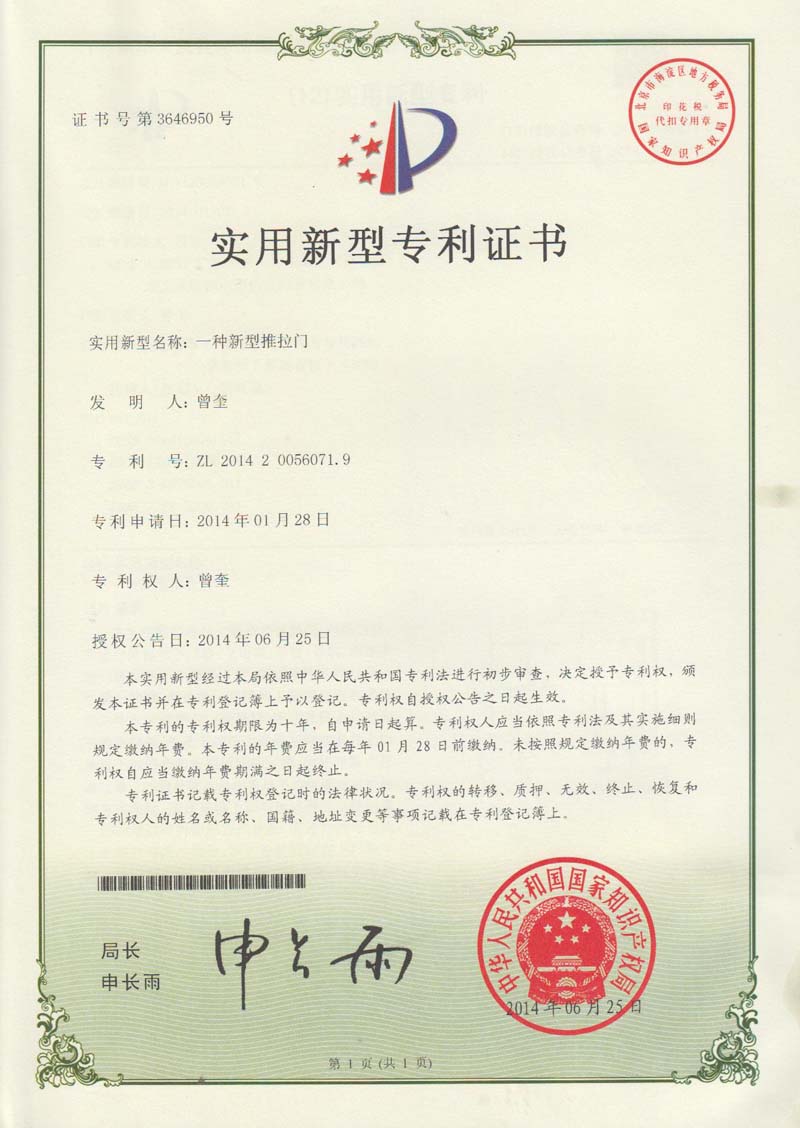 证书号第3646950号
北京市海淀区地方税务局
印花税
代扣专用章
国家知识产权局
实用新型专利证书
实用新型名称：一种新型推拉门
发明人：曾奎
专利号：ZL 2014 2 0056071.9
专利申请日：2014年01月28日
专利权人：曾奎
授权公告日：2014年06月25日
本实用新型经过本局依照中华人民共和国专利法进行初步审查，决定授予专利权，颁
发本证书并在专利登记簿上予以登记。专利权自授权公告之日起生效。
本专利的专利权期限为十年，自申请日起算。专利权人应当依照专利法及其实施细则
规定缴纳年费。本专利的年费应当在每年01月28日前缴纳。未按照规定缴纳年费的，专
利权自应当缴纳年费期满之日起终止。
专利证书记载专利权登记时的法律状况。专利权的转移、质押、无效、终止、恢复和
专利权人的姓名或名称、国籍、地址变更等事项记载在专利登记簿上。
局长
申长雨
申长雨
中华人民共和国国家知识产权局
2014年06月25日
第1页(共1页)